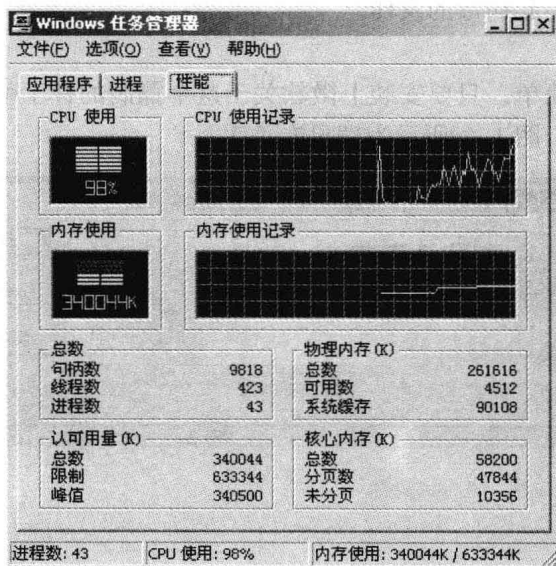 Windows 任务管理器
文件(F) 选项(O) 查看(V) 帮助(H)
应用程序 进程 性能
CPU 使用 CPU 使用记录
98%
内存使用 内存使用记录
340044K
总数 物理内存(K)
句柄数 9818 总数 261616
线程数 423 可用数 4512
进程数 43 系统缓存 90108
认可用量(K) 核心内存(K)
总数 340044 总数 58200
限制 633344 分页数 47844
峰值 340500 未分页 10356
进程数: 43 CPU 使用: 98% 内存使用: 340044K / 633344K